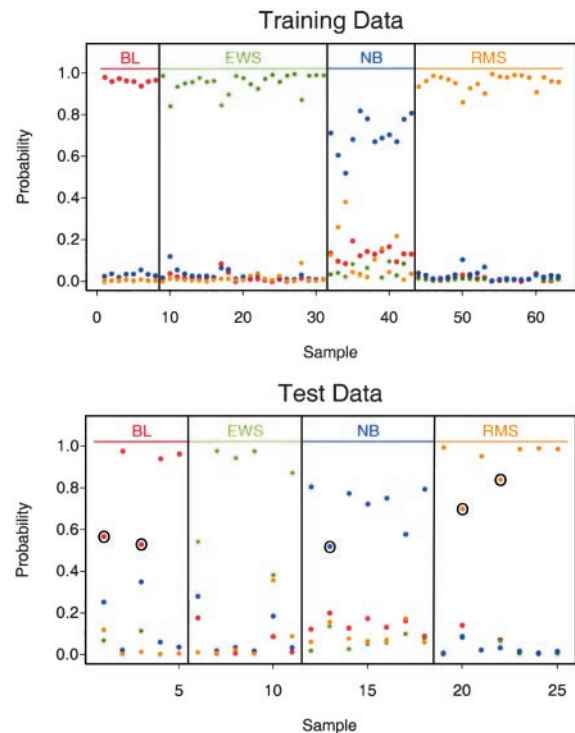 Training Data
BL EWS NB RMS
1.0
0.8
0.6
0.4
0.2
0.0
Probability
0 10 20 30 40 50 60
Sample
Test Data
BL EWS NB RMS
1.0
0.8
0.6
0.4
0.2
0.0
Probability
5 10 15 20 25
Sample